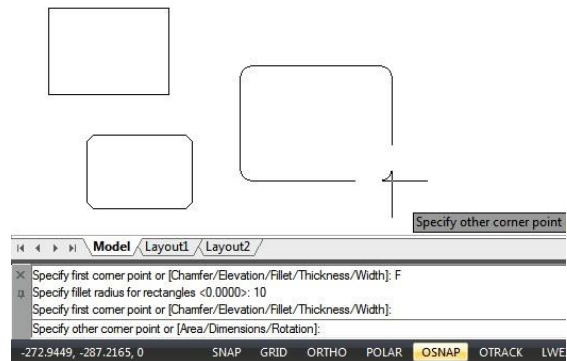 Specify other corner point
Model Layout1 Layout2
Specify first corner point or [Chamfer/Elevation/Fillet/Thickness/Width]: F
Specify fillet radius for rectangles <0.0000>: 10
Specify first corner point or [Chamfer/Elevation/Fillet/Thickness/Width]:
Specify other corner point or [Area/Dimensions/Rotation]:
-272.9449, -287.2165, 0 SNAP GRID ORTHO POLAR OSNAP OTRACK LWE